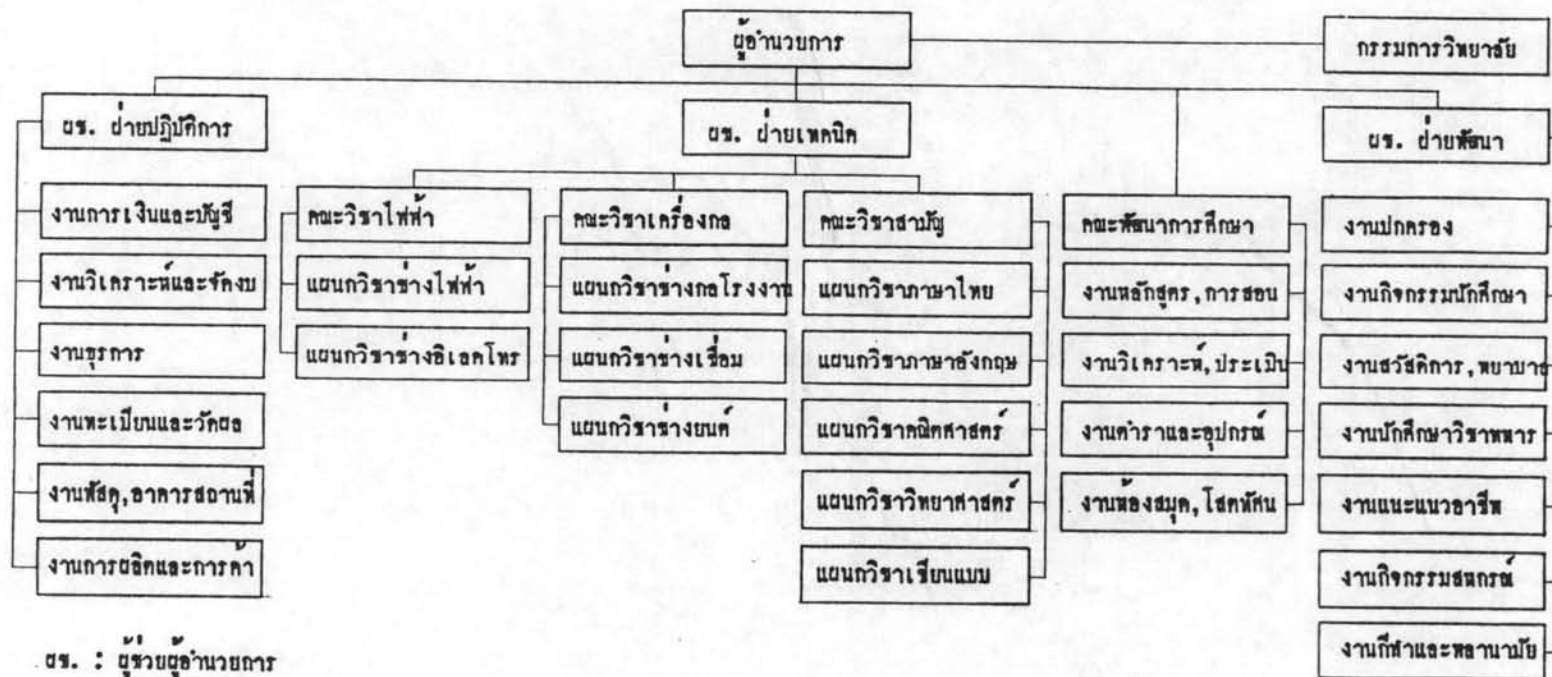 ผู้อำนวยการ
กรรมการวิทยาลัย
ผช. ฝ่ายปฏิบัติการ
ผช. ฝ่ายเทคนิค
ผช. ฝ่ายพัฒนา
งานการเงินและบัญชี
งานวิเคราะห์และจัดงบ
งานธุรการ
งานทะเบียนและวัดผล
งานพัสดุ,อาคารสถานที่
งานการผลิตและการค้า
คณะวิชาไฟฟ้า
แผนกวิชาช่างไฟฟ้า
แผนกวิชาช่างอิเลคโทร
คณะวิชาเครื่องกล
แผนกวิชาช่างกลโรงงาน
แผนกวิชาช่างเชื่อม
แผนกวิชาช่างยนต์
คณะวิชาสามัญ
แผนกวิชาภาษาไทย
แผนกวิชาภาษาอังกฤษ
แผนกวิชาคณิตศาสตร์
แผนกวิชาวิทยาศาสตร์
แผนกวิชาเขียนแบบ
คณะพัฒนาการศึกษา
งานหลักสูตร,การสอน
งานวิเคราะห์,ประเมิน
งานตำราและอุปกรณ์
งานห้องสมุด,โสตทัศน
งานปกครอง
งานกิจกรรมนักศึกษา
งานสวัสดิการ,พยาบาล
งานนักศึกษาวิชาทหาร
งานแนะแนวอาชีพ
งานกิจกรรมสหกรณ์
งานกีฬาและพลานามัย
ผช. : ผู้ช่วยผู้อำนวยการ